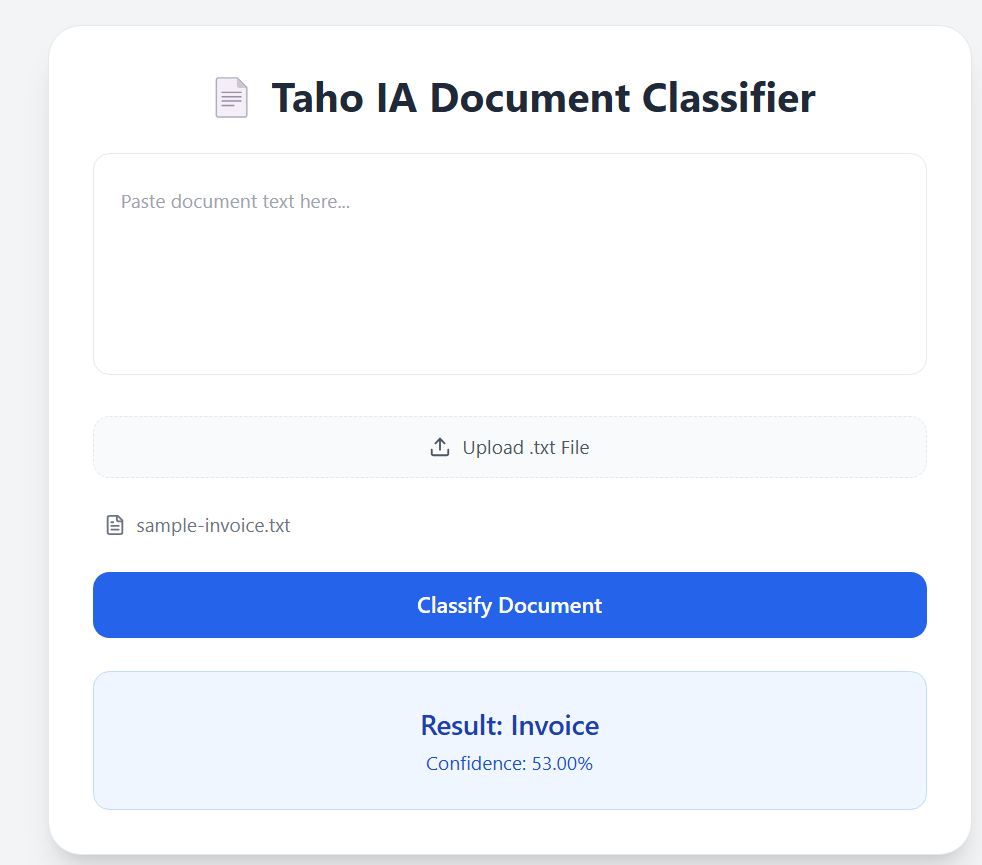 Taho IA Document Classifier
Paste document text here...
Upload .txt File
sample-invoice.txt
Classify Document
Result: Invoice
Confidence: 53.00%